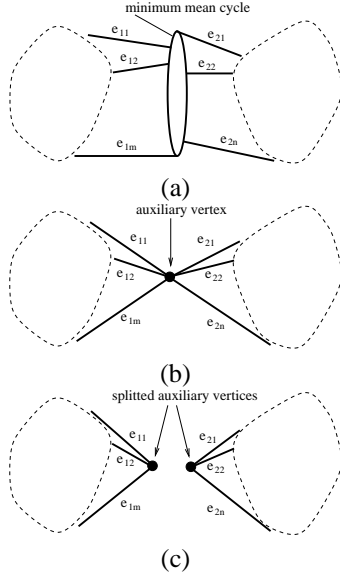 minimum mean cycle
e11
e21
e12
e22
e1m
e2n
(a)
auxiliary vertex
e11
e21
e12
e22
e1m
e2n
(b)
splitted auxiliary vertices
e11
e21
e12
e22
e1m
e2n
(c)